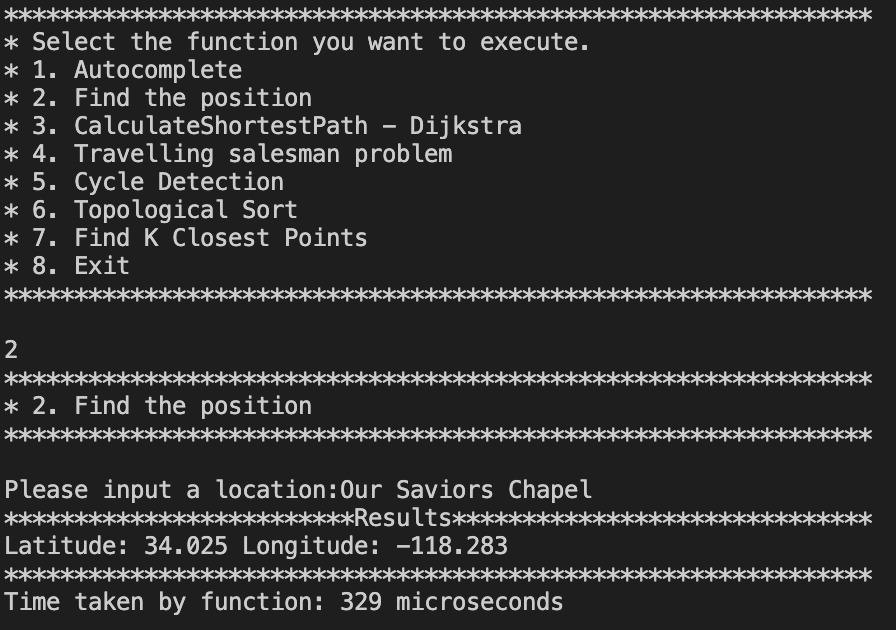 **************************************************************
* Select the function you want to execute.
* 1. Autocomplete
* 2. Find the position
* 3. CalculateShortestPath - Dijkstra
* 4. Travelling salesman problem
* 5. Cycle Detection
* 6. Topological Sort
* 7. Find K Closest Points
* 8. Exit
**************************************************************
2
**************************************************************
* 2. Find the position
**************************************************************
Please input a location:Our Saviors Chapel
*************************Results******************************
Latitude: 34.025 Longitude: -118.283
**************************************************************
Time taken by function: 329 microseconds